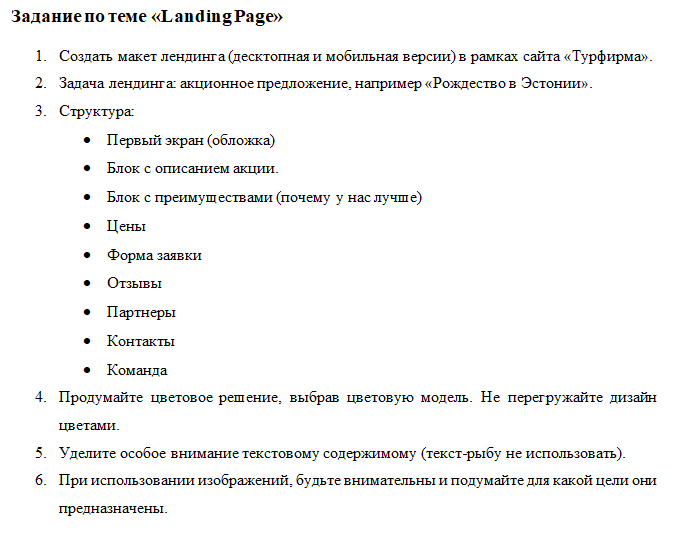 Задание по теме «Landing Page»
1. Создать макет лендинга (десктопная и мобильная версии) в рамках сайта «Турфирма».
2. Задача лендинга: акционное предложение, например «Рождество в Эстонии».
3. Структура:
• Первый экран (обложка)
• Блок с описанием акции.
• Блок с преимуществами (почему у нас лучше)
• Цены
• Форма заявки
• Отзывы
• Партнеры
• Контакты
• Команда
4. Продумайте цветовое решение, выбрав цветовую модель. Не перегружайте дизайн
цветами.
5. Уделите особое внимание текстовому содержимому (текст-рыбу не использовать).
6. При использовании изображений, будьте внимательны и подумайте для какой цели они
предназначены.